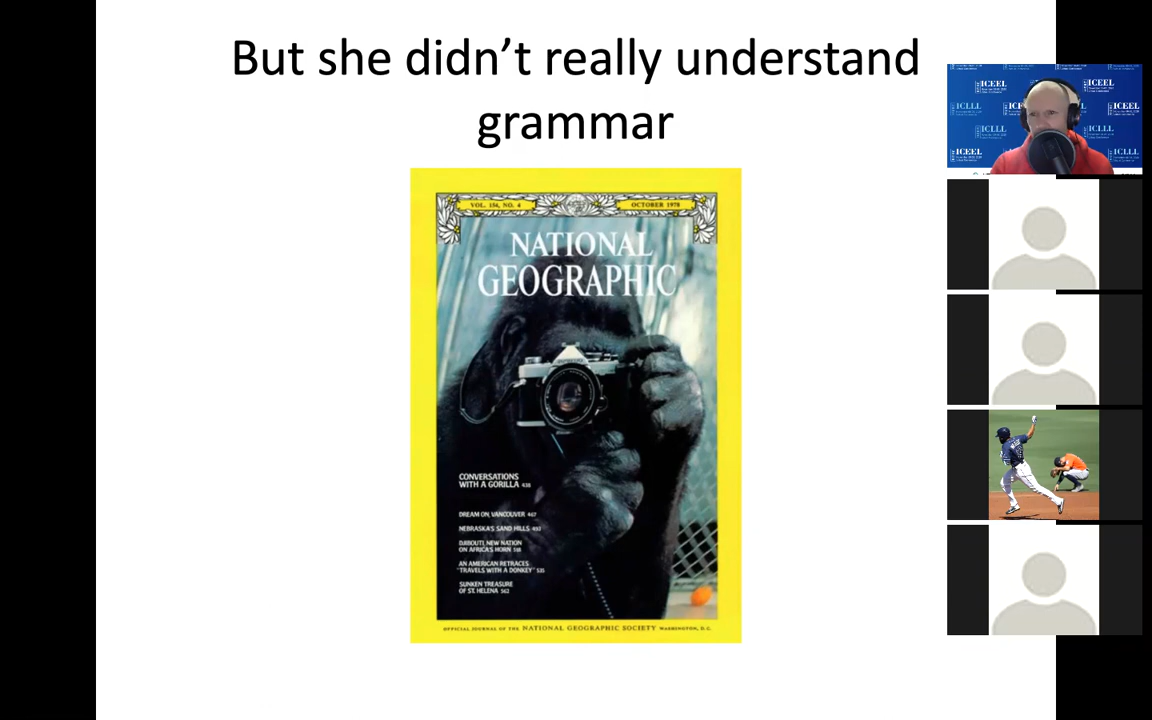 But she didn't really understand
grammar
VOL. 154, NO. 4
OCTOBER 1978
NATIONAL
GEOGRAPHIC
CONVERSATIONS
WITH A GORILLA 438
DREAM ON, VANCOUVER 467
NEBRASKA'S SAND HILLS 493
DJIBOUTI, NEW NATION
ON AFRICA'S HORN 518
AN AMERICAN RETRACES
"TRAVELS WITH A DONKEY" 535
SUNKEN TREASURE
OF ST. HELENA 562
OFFICIAL JOURNAL OF THE NATIONAL GEOGRAPHIC SOCIETY WASHINGTON, D.C.
ICEEL
ICEEL
ICLLL
ICEEL
ICLLL
ICEEL
ICLLL